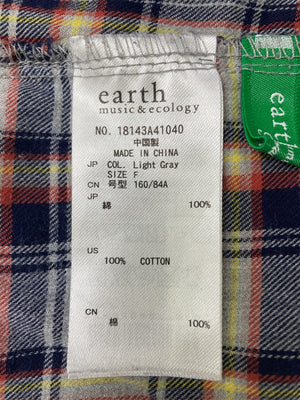 earth
music & ecology
NO. 18143A41040
中国製
MADE IN CHINA
JP COL. Light Gray
SIZE F
CN 号型 160/84A
JP
綿 100%
US
100% COTTON
CN
棉 100%
earth